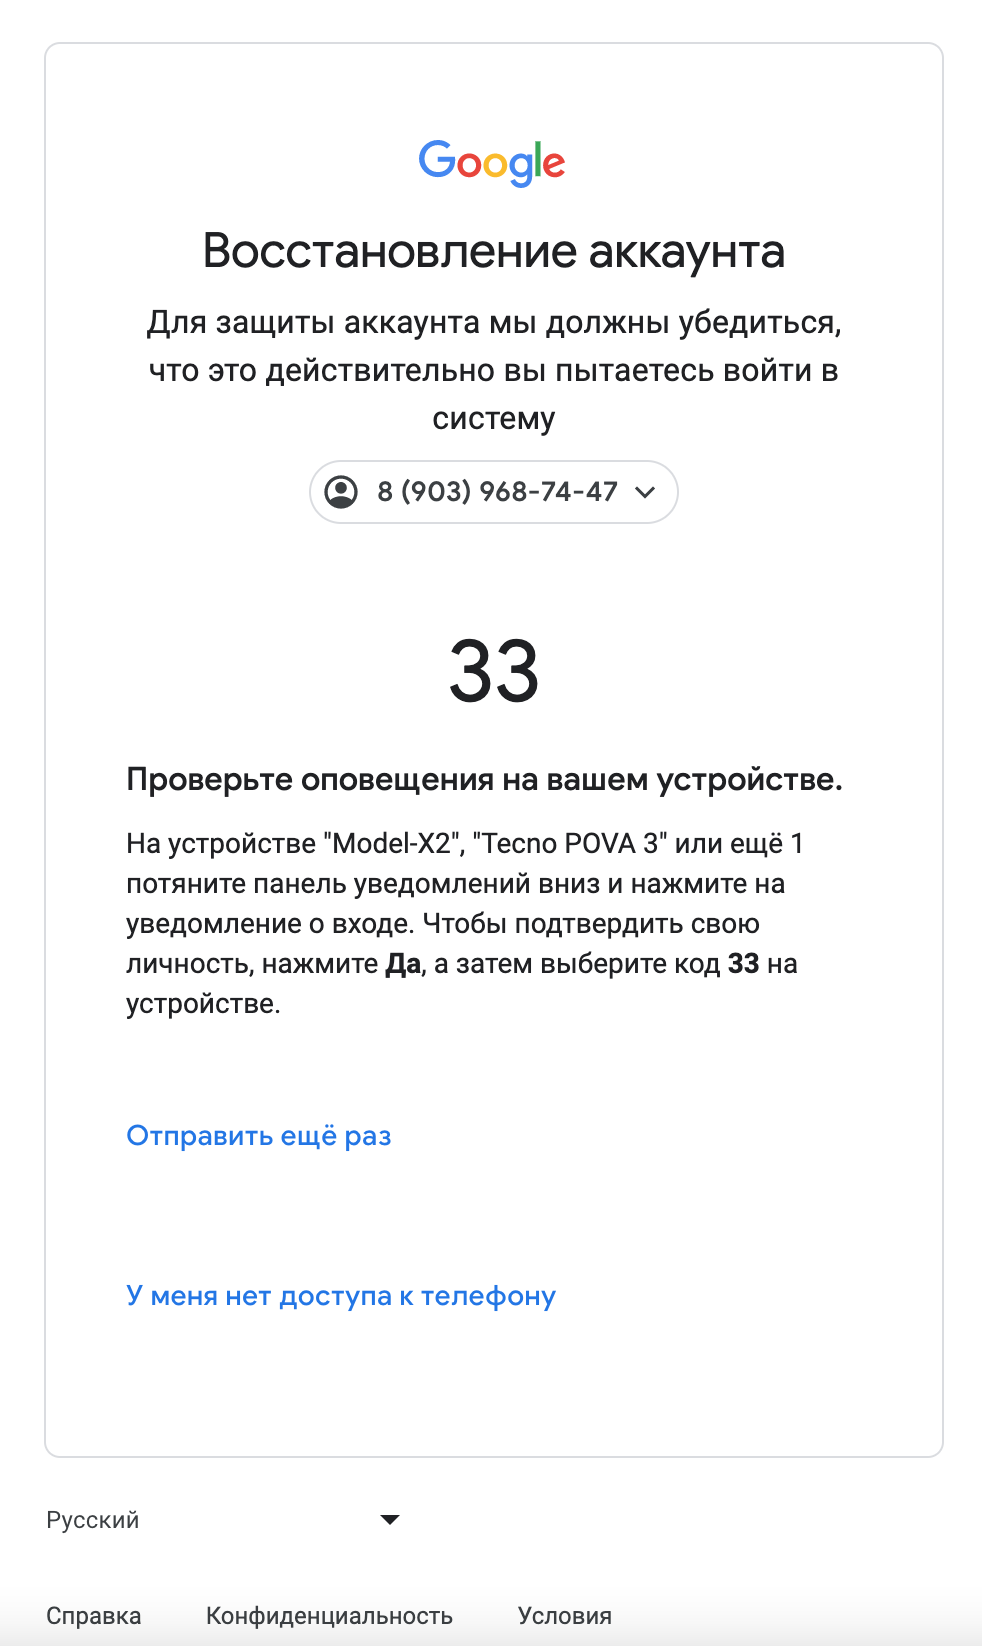 Google
Восстановление аккаунта
Для защиты аккаунта мы должны убедиться,
что это действительно вы пытаетесь войти в
систему
8 (903) 968-74-47
33
Проверьте оповещения на вашем устройстве.
На устройстве "Model-X2", "Tecno POVA 3" или ещё 1
потяните панель уведомлений вниз и нажмите на
уведомление о входе. Чтобы подтвердить свою
личность, нажмите Да, а затем выберите код 33 на
устройстве.
Отправить ещё раз
У меня нет доступа к телефону
Русский
Справка Конфиденциальность Условия